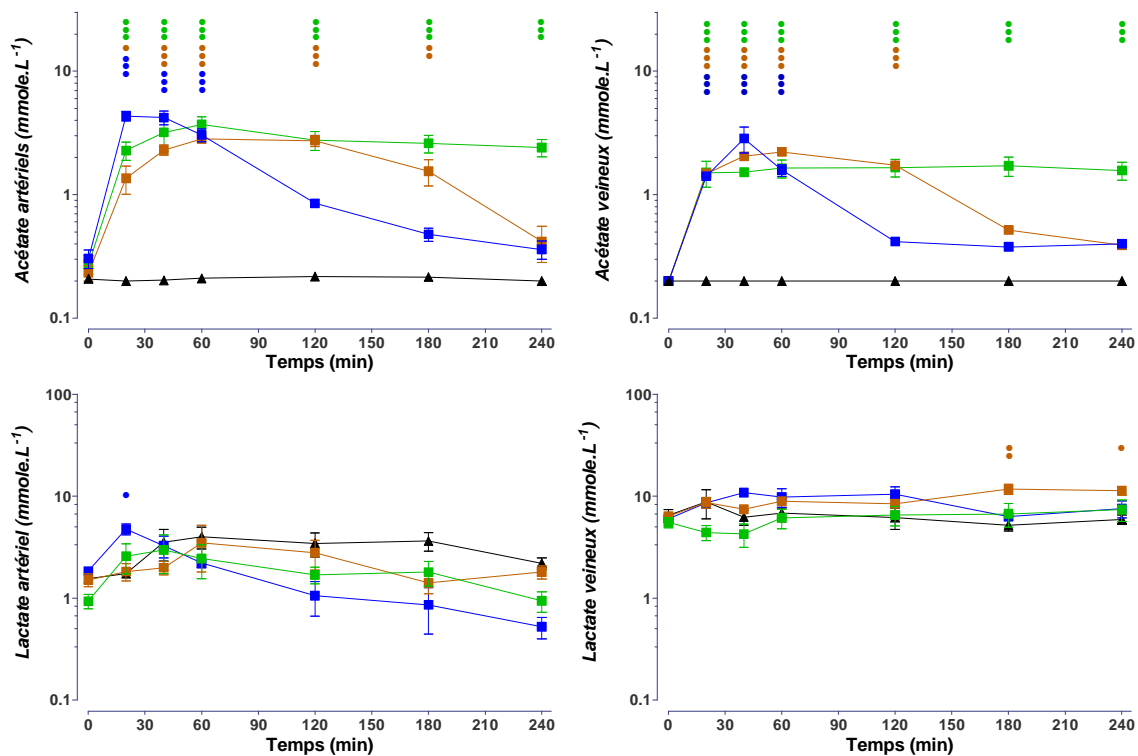 Acétate artériels (mmole.L-1)
10
1
0.1
0 30 60 90 120 150 180 210 240
Temps (min)
Acétate veineux (mmole.L-1)
10
1
0.1
0 30 60 90 120 150 180 210 240
Temps (min)
Lactate artériel (mmole.L-1)
100
10
1
0.1
0 30 60 90 120 150 180 210 240
Temps (min)
Lactate veineux (mmole.L-1)
100
10
1
0.1
0 30 60 90 120 150 180 210 240
Temps (min)